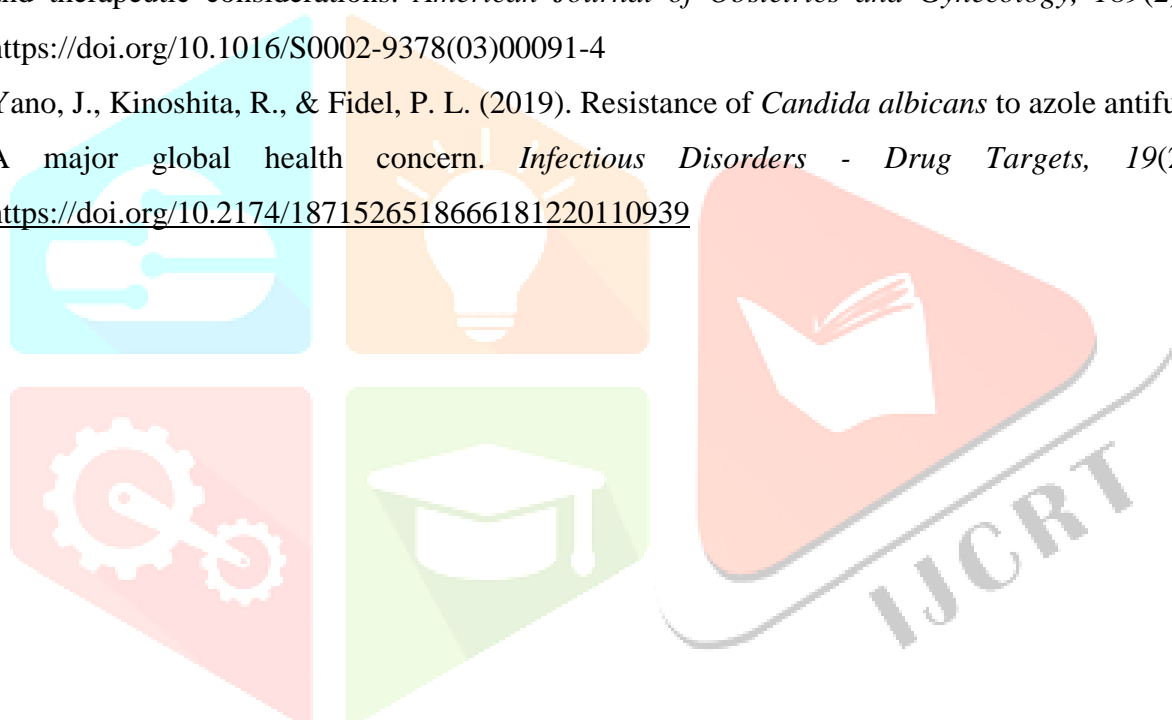 and therapeutic considerations. American Journal of Obstetrics and Gynecology, 189(2
https://doi.org/10.1016/S0002-9378(03)00091-4
Yano, J., Kinoshita, R., & Fidel, P. L. (2019). Resistance of Candida albicans to azole antifu
A major global health concern. Infectious Disorders - Drug Targets, 19(2
https://doi.org/10.2174/1871526518666181220110939
IJCRT